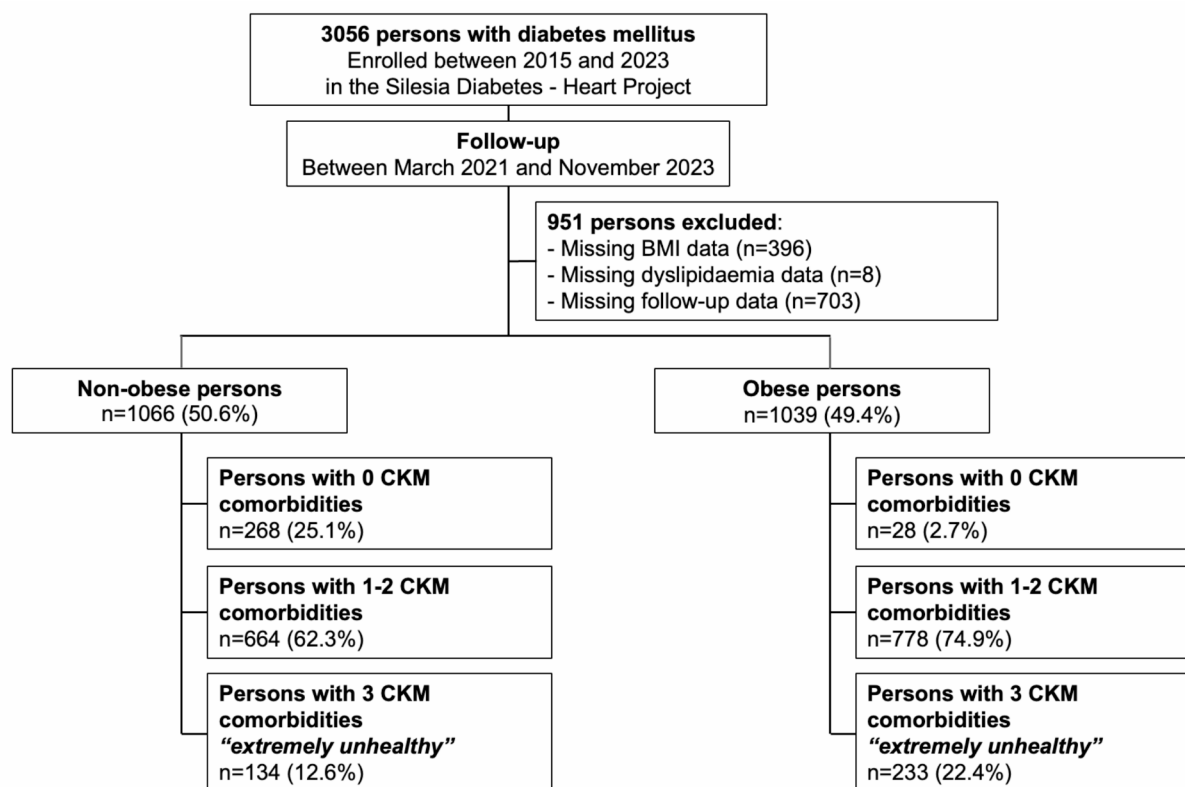 3056 persons with diabetes mellitus
Enrolled between 2015 and 2023
in the Silesia Diabetes - Heart Project
Follow-up
Between March 2021 and November 2023
951 persons excluded:
- Missing BMI data (n=396)
- Missing dyslipidaemia data (n=8)
- Missing follow-up data (n=703)
Non-obese persons
n=1066 (50.6%)
Persons with 0 CKM
comorbidities
n=268 (25.1%)
Persons with 1-2 CKM
comorbidities
n=664 (62.3%)
Persons with 3 CKM
comorbidities
“extremely unhealthy”
n=134 (12.6%)
Obese persons
n=1039 (49.4%)
Persons with 0 CKM
comorbidities
n=28 (2.7%)
Persons with 1-2 CKM
comorbidities
n=778 (74.9%)
Persons with 3 CKM
comorbidities
“extremely unhealthy”
n=233 (22.4%)